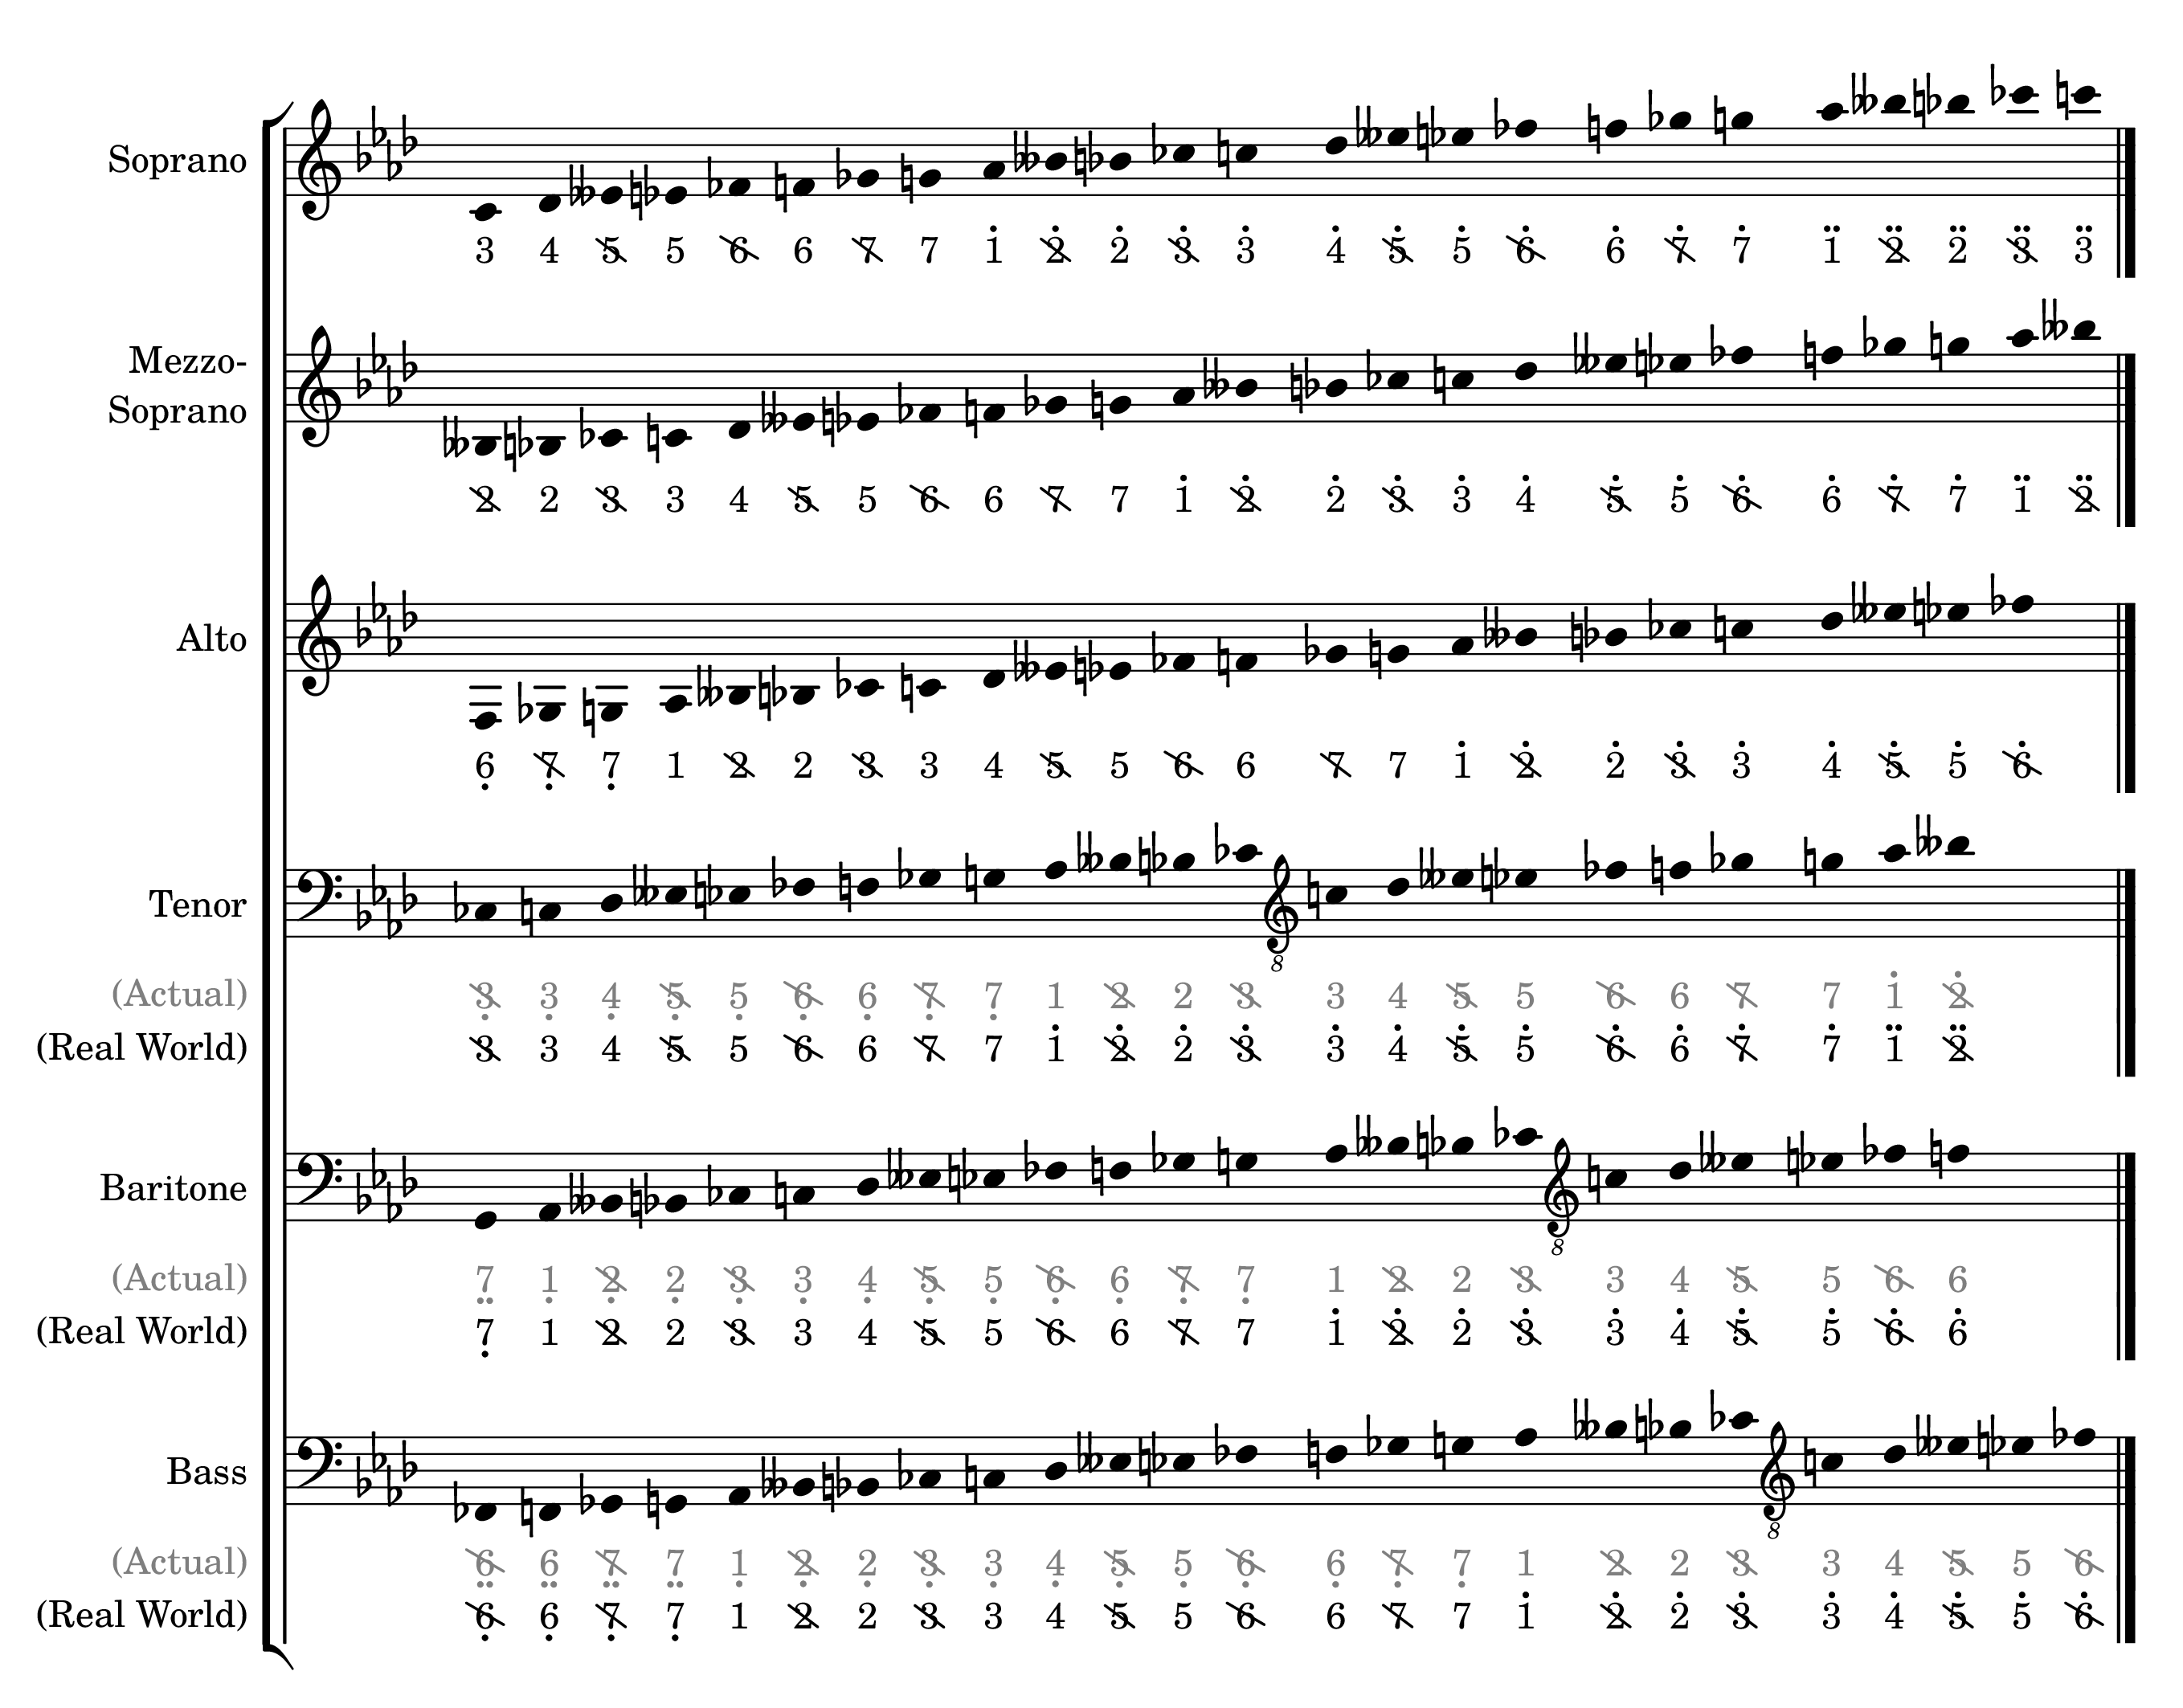 Soprano
3 4 5 5 6 6 7 7 1 2 2 3 3 4 5 5 6 6 7 7 1 2 2 3 3
Mezzo-
Soprano
2 2 3 3 4 5 5 6 6 7 7 1 2 2 3 3 4 5 5 6 6 7 7 1 2
Alto
6 7 7 1 2 2 3 3 4 5 5 6 6 7 7 1 2 2 3 3 4 5 5 6
Tenor
8
(Actual) 3 3 4 5 5 6 6 7 7 1 2 2 3 3 4 5 5 6 6 7 7 1 2
(Real World) 3 3 4 5 5 6 6 7 7 1 2 2 3 3 4 5 5 6 6 7 7 1 2
Baritone
8
(Actual) 7 1 2 2 3 3 4 5 5 6 6 7 7 1 2 2 3 3 4 5 5 6 6
(Real World) 7 1 2 2 3 3 4 5 5 6 6 7 7 1 2 2 3 3 4 5 5 6 6
Bass
8
(Actual) 6 6 7 7 1 2 2 3 3 4 5 5 6 6 7 7 1 2 2 3 3 4 5 5 6
(Real World) 6 6 7 7 1 2 2 3 3 4 5 5 6 6 7 7 1 2 2 3 3 4 5 5 6